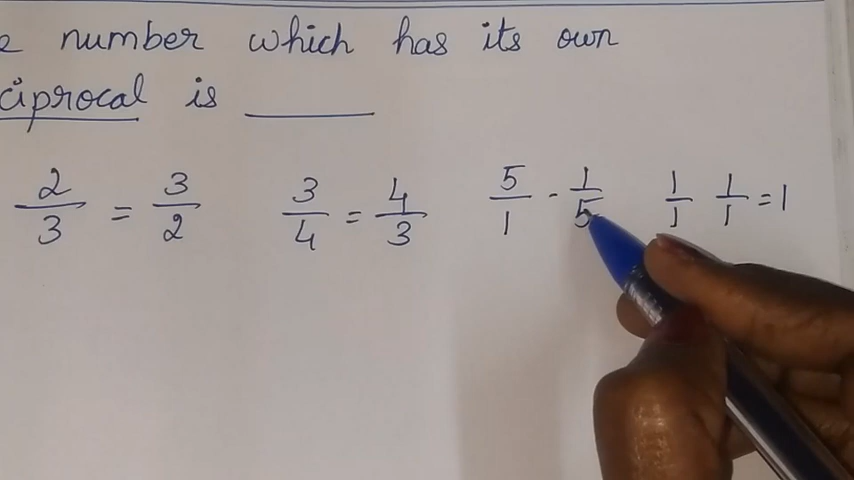 number which has its own
ciprocal is ______
2/3 = 3/2 3/4 = 4/3 5/1 - 1/5 1/1 1/1 = 1